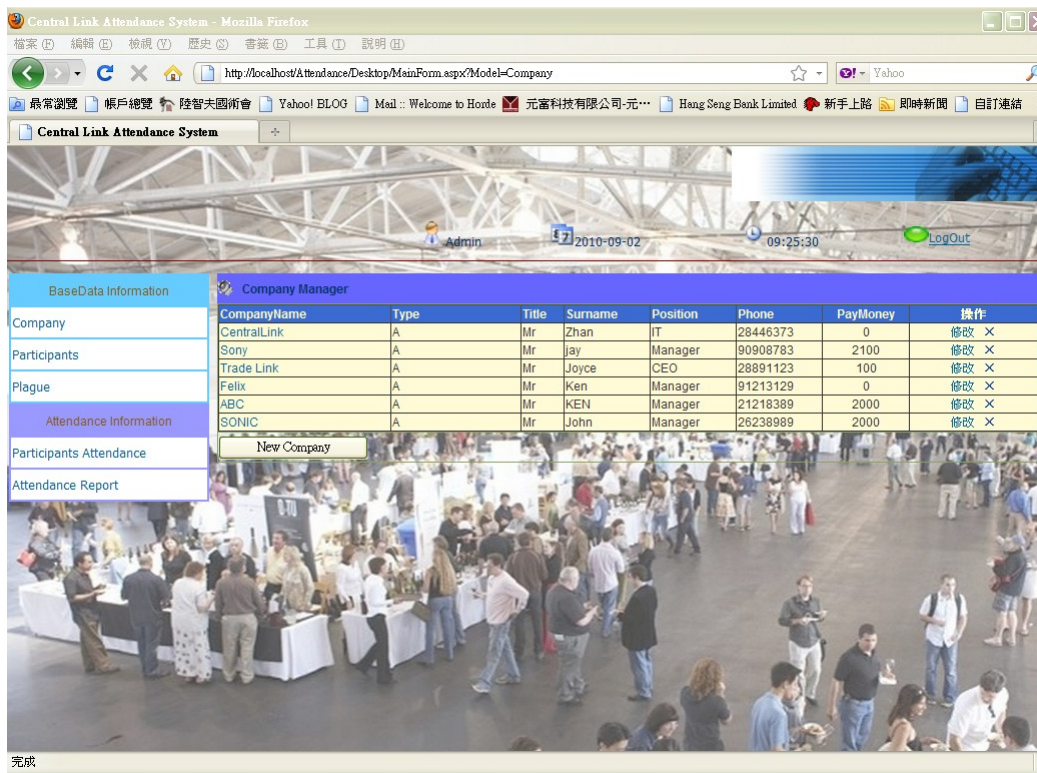 Central Link Attendance System - Mozilla Firefox
檔案(F) 編輯(E) 檢視(V) 歷史(S) 書籤(B) 工具(T) 說明(H)
http://localhost/Attendance/Desktop/MainForm.aspx?Model=Company Yahoo
最常瀏覽 帳戶總覽 陸智夫國術會 Yahoo! BLOG Mail :: Welcome to Horde 元富科技有限公司-元… Hang Seng Bank Limited 新手上路 即時新聞 自訂連結
Central Link Attendance System
Admin 2010-09-02 09:25:30 LogOut
BaseData Information
Company
Participants
Plague
Attendance Information
Participants Attendance
Attendance Report
Company Manager
CompanyName Type Title Surname Position Phone PayMoney 操作
CentralLink A Mr Zhan IT 28446373 0 修改 ×
Sony A Mr jay Manager 90908783 2100 修改 ×
Trade Link A Mr Joyce CEO 28891123 100 修改 ×
Felix A Mr Ken Manager 91213129 0 修改 ×
ABC A Mr KEN Manager 21218389 2000 修改 ×
SONIC A Mr John Manager 26238989 2000 修改 ×
New Company
完成